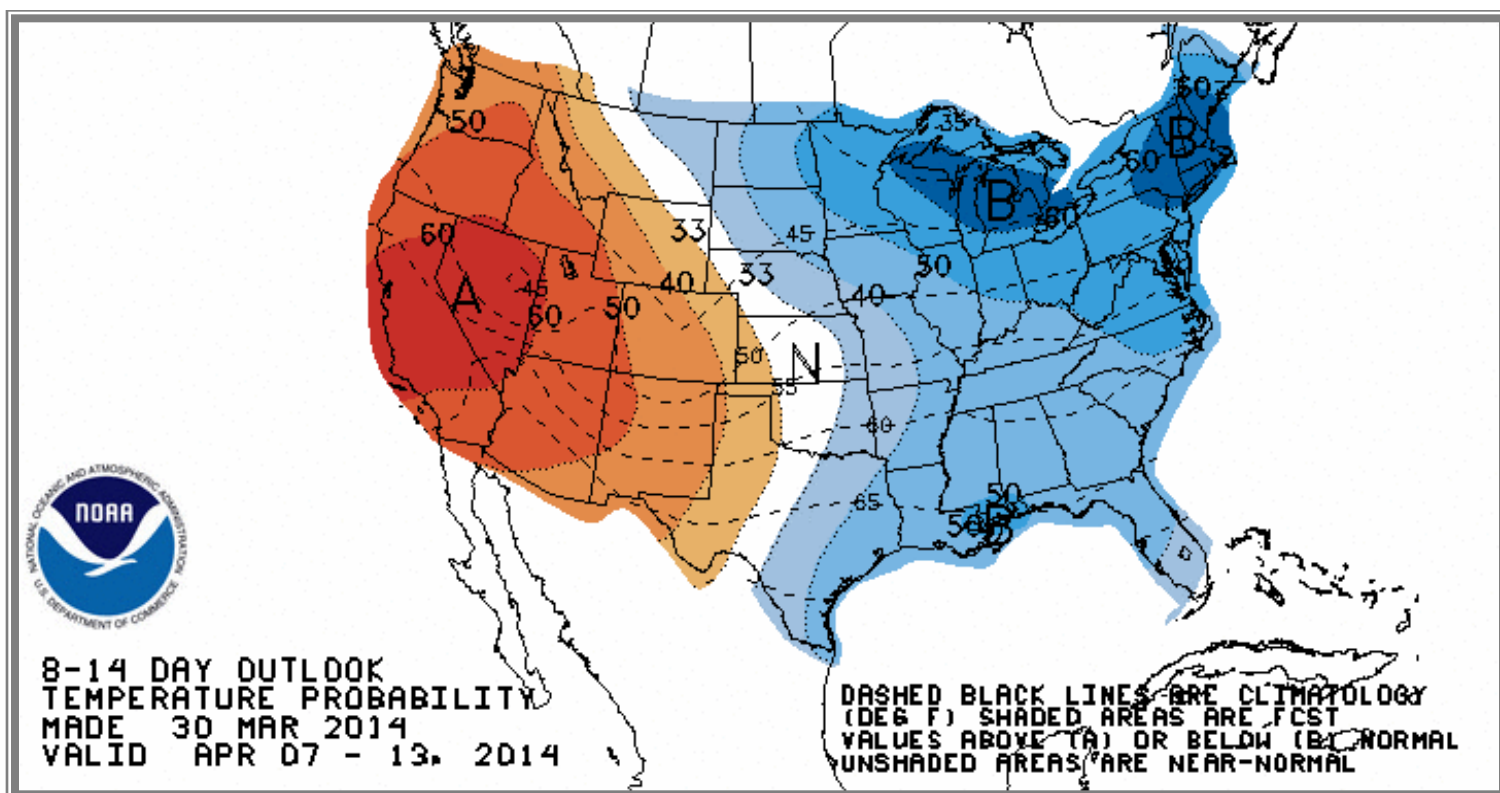 50
35
60
B
60
B
60
60
33
45
A
45
40
33
50
40
60
50
50
N
55
60
65
50
50
B
NOAA
NATIONAL OCEANIC AND ATMOSPHERIC ADMINISTRATION
U.S. DEPARTMENT OF COMMERCE
8-14 DAY OUTLOOK
TEMPERATURE PROBABILITY
MADE 30 MAR 2014
VALID APR 07 - 13, 2014
DASHED BLACK LINES ARE CLIMATOLOGY
(DEG F) SHADED AREAS ARE FCST
VALUES ABOVE (A) OR BELOW (B) NORMAL
UNSHADED AREAS ARE NEAR-NORMAL